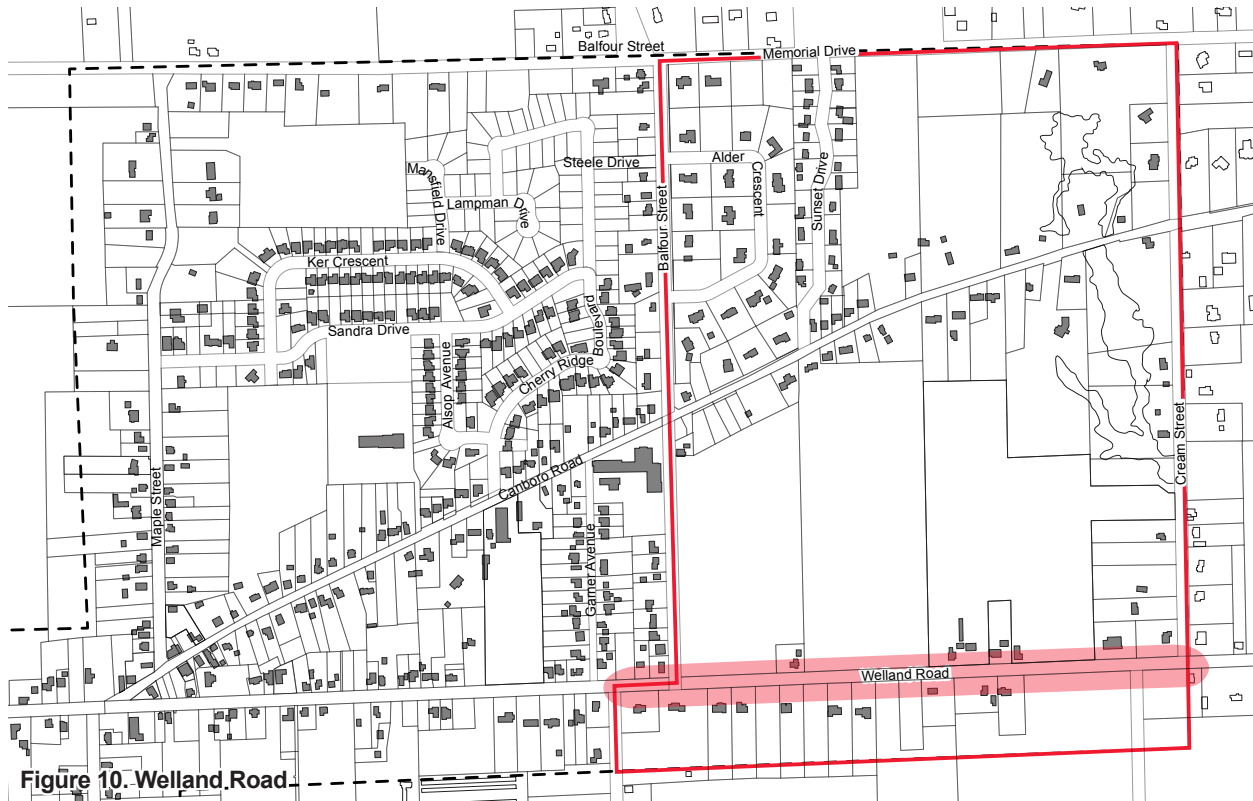 Balfour Street
Memorial Drive
Steele Drive
Alder
Crescent
Mansfield Drive
Lampman Drive
Balfour Street
Sunset Drive
Ker Crescent
Sandra Drive
Cherry Ridge Boulevard
Alsop Avenue
Canboro Road
Cream Street
Maple Street
Garner Avenue
Welland Road
Figure 10. Welland Road